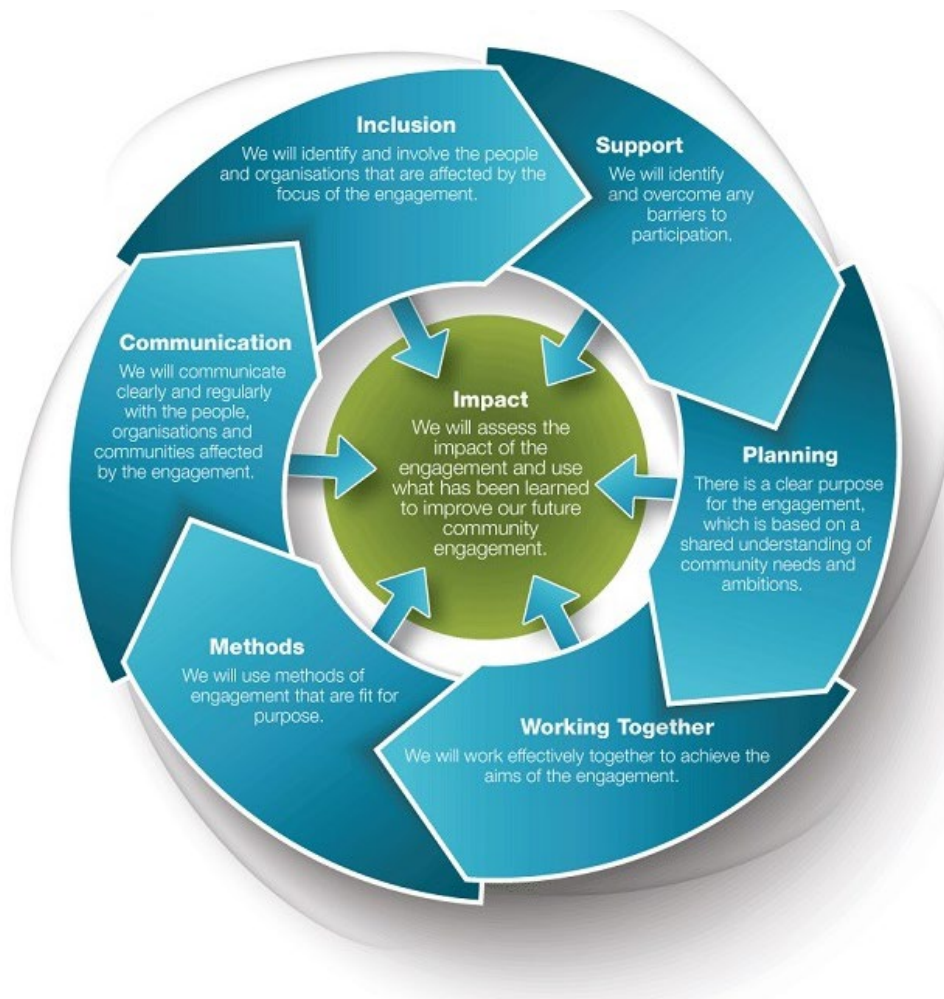 Inclusion
We will identify and involve the people
and organisations that are affected by the
focus of the engagement.
Support
We will identify
and overcome any
barriers to
participation.
Planning
There is a clear purpose
for the engagement,
which is based on a
shared understanding of
community needs and
ambitions.
Working Together
We will work effectively together to achieve the
aims of the engagement.
Methods
We will use methods of
engagement that are fit for
purpose.
Communication
We will communicate
clearly and regularly
with the people,
organisations and
communities affected
by the engagement.
Impact
We will assess the
impact of the
engagement and use
what has been learned
to improve our future
community
engagement.